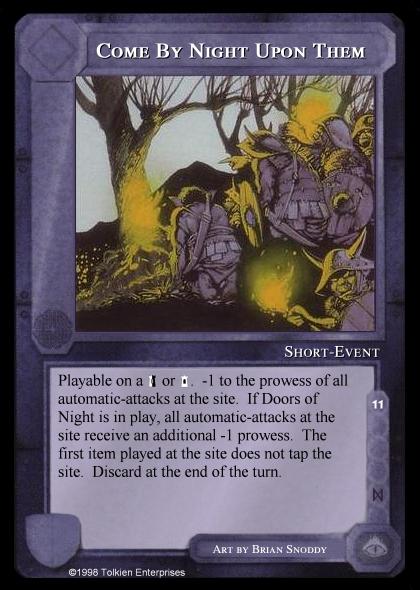 COME BY NIGHT UPON THEM
SHORT-EVENT
Playable on a or . -1 to the prowess of all
automatic-attacks at the site. If Doors of
Night is in play, all automatic-attacks at the
site receive an additional -1 prowess. The
first item played at the site does not tap the
site. Discard at the end of the turn.
11
ART BY BRIAN SNODDY
©1998 Tolkien Enterprises